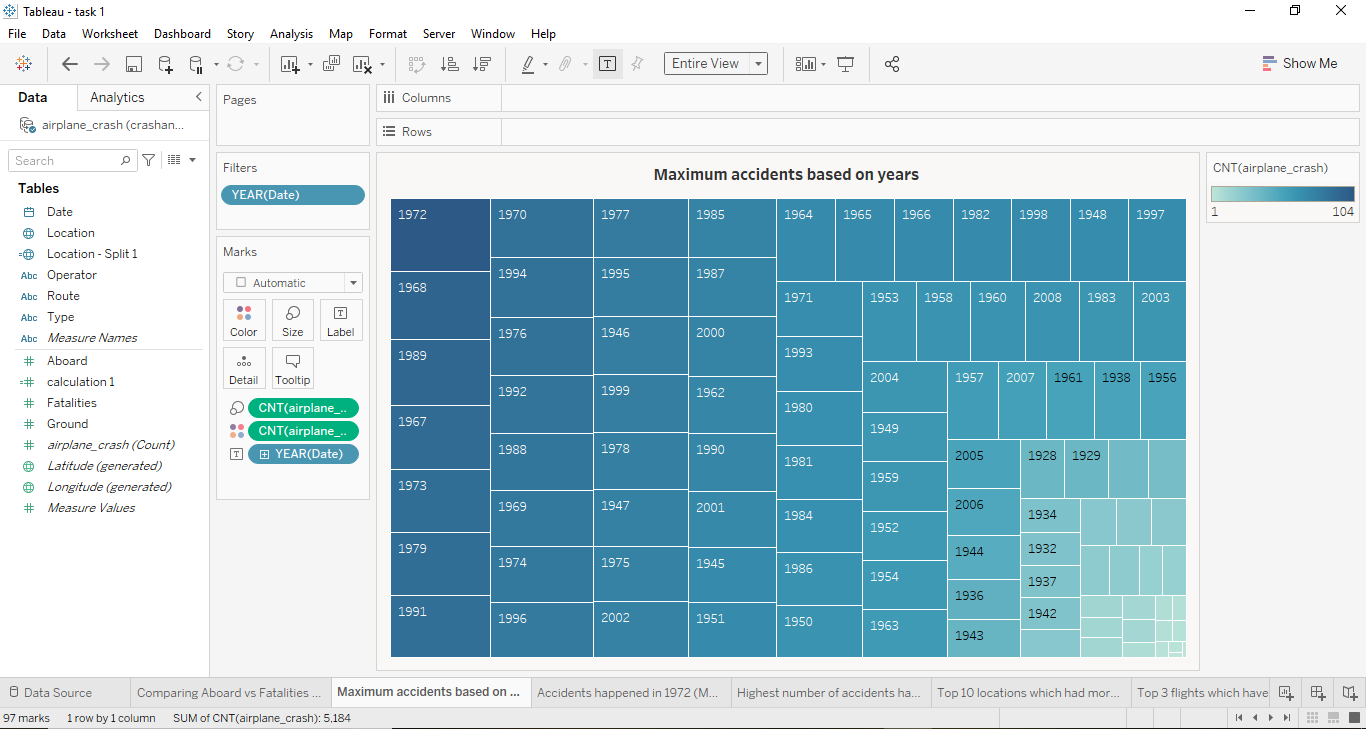 Tableau - task 1
File Data Worksheet Dashboard Story Analysis Map Format Server Window Help
Entire View
Show Me
Data Analytics
airplane_crash (crashan...
Search
Tables
Date
Location
Location - Split 1
Abc Operator
Abc Route
Abc Type
Abc Measure Names
Aboard
calculation 1
Fatalities
Ground
airplane_crash (Count)
Latitude (generated)
Longitude (generated)
Measure Values
Pages
Filters
YEAR(Date)
Marks
Automatic
Color Size Label
Detail Tooltip
CNT(airplane_..
CNT(airplane_..
YEAR(Date)
Columns
Rows
Maximum accidents based on years
1972
1968
1989
1967
1973
1979
1991
1970
1994
1976
1992
1988
1969
1974
1996
1977
1995
1946
1999
1978
1947
1975
2002
1985
1987
2000
1962
1990
2001
1945
1951
1964 1965 1966 1982 1998 1948 1997
1971
1993
1980
1981
1984
1986
1950
1953 1958 1960 2008 1983 2003
2004
1949
1959
1952
1954
1963
1957 2007 1961 1938 1956
2005
2006
1944
1936
1943
1928 1929
1934
1932
1937
1942
CNT(airplane_crash)
1 104
Data Source
Comparing Aboard vs Fatalities ...
Maximum accidents based on ...
Accidents happened in 1972 (M...
Highest number of accidents ha...
Top 10 locations which had mor...
Top 3 flights which have
97 marks 1 row by 1 column SUM of CNT(airplane_crash): 5,184